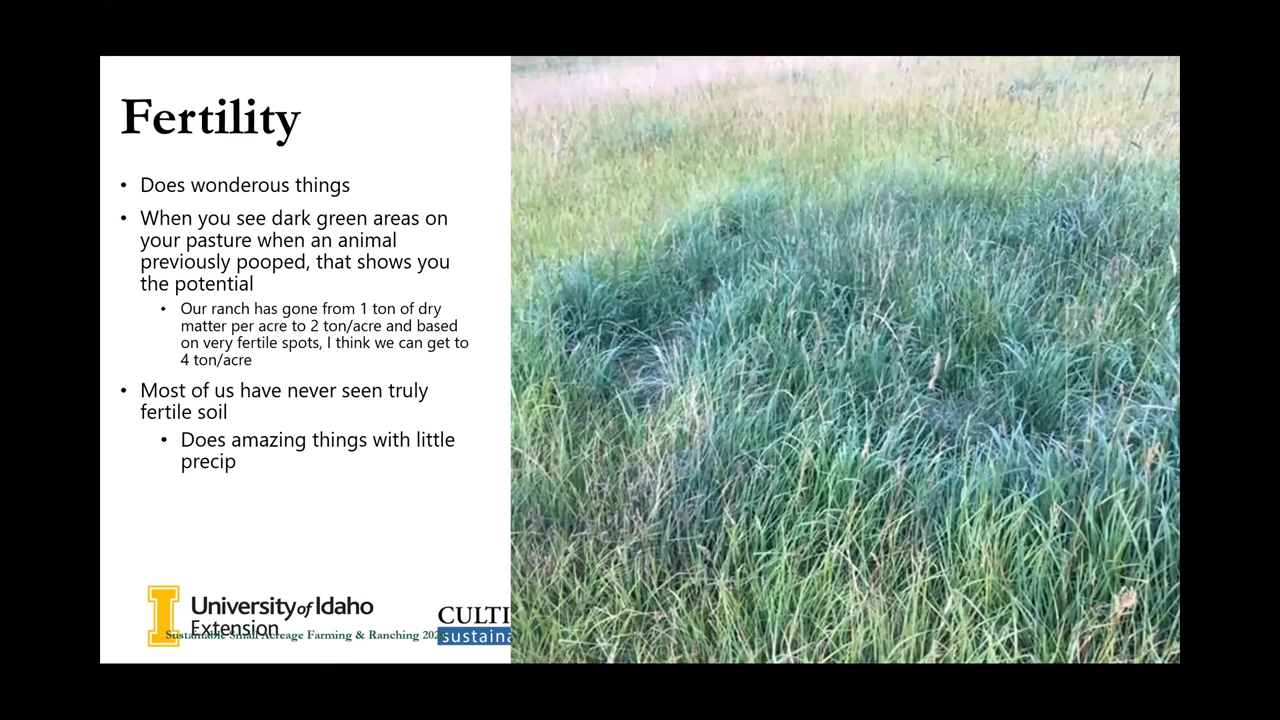 Fertility
• Does wonderous things
• When you see dark green areas on
your pasture when an animal
previously pooped, that shows you
the potential
• Our ranch has gone from 1 ton of dry
matter per acre to 2 ton/acre and based
on very fertile spots, I think we can get to
4 ton/acre
• Most of us have never seen truly
fertile soil
• Does amazing things with little
precip
University of Idaho
Extension
Sustainable Small Acreage Farming & Ranching
CULTI
sustaina